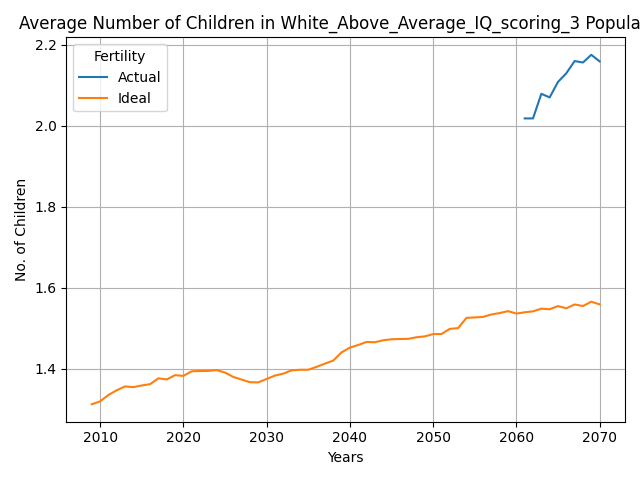 Average Number of Children in White_Above_Average_IQ_scoring_3 Popula
Fertility
Actual
Ideal
2.2
2.0
1.8
1.6
1.4
No. of Children
2010 2020 2030 2040 2050 2060 2070
Years